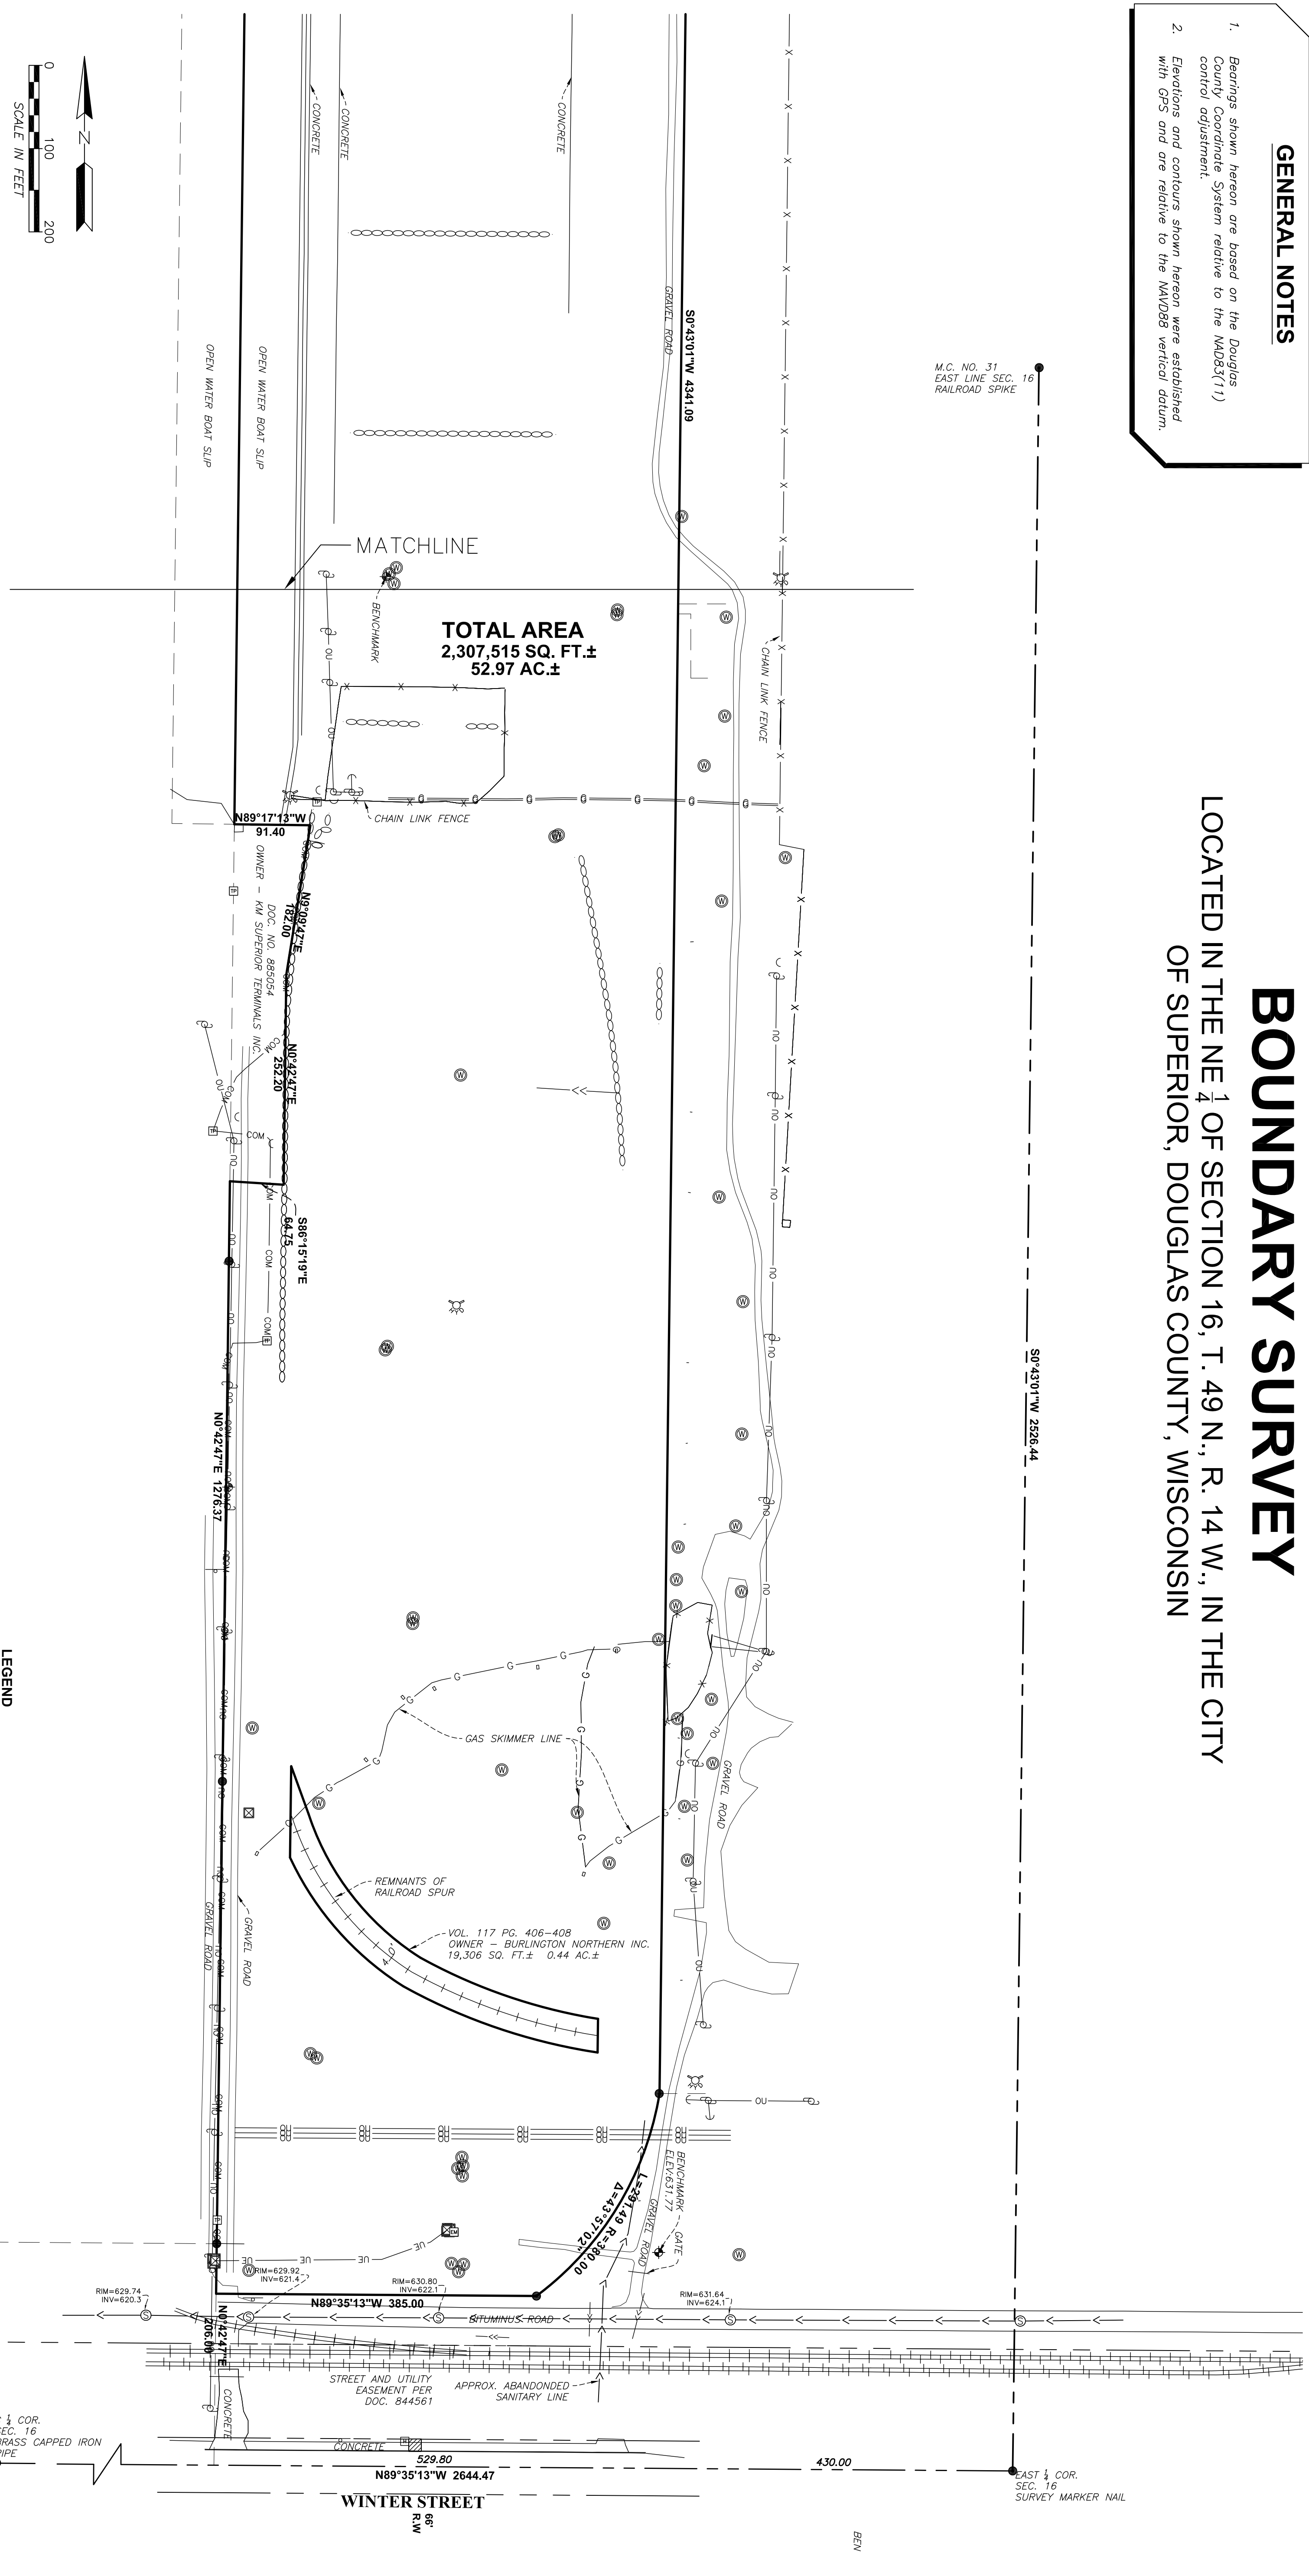 GENERAL NOTES
1. Bearings shown hereon are based on the Douglas
County Coordinate System relative to the NAD83(11)
control adjustment.
2. Elevations and contours shown hereon were established
with GPS and are relative to the NAVD88 vertical datum.
BOUNDARY SURVEY
LOCATED IN THE NE 1/4 OF SECTION 16, T. 49 N., R. 14 W., IN THE CITY
OF SUPERIOR, DOUGLAS COUNTY, WISCONSIN
N
0 100 200
SCALE IN FEET
CONCRETE
CONCRETE
CONCRETE
GRAVEL ROAD
S0°43'01"W 4341.09
M.C. NO. 31
EAST LINE SEC. 16
RAILROAD SPIKE
OPEN WATER BOAT SLIP
OPEN WATER BOAT SLIP
MATCHLINE
BENCHMARK
TOTAL AREA
2,307,515 SQ. FT.±
52.97 AC.±
CHAIN LINK FENCE
CHAIN LINK FENCE
N89°17'13"W
91.40
OWNER - KM SUPERIOR TERMINALS INC.
DOC. NO. 885054
N9°09'47"E
182.00
N0°42'47"E
252.20
S86°15'19"E
64.75
S0°43'01"W 2526.44
N0°42'47"E 1276.37
LEGEND
GAS SKIMMER LINE
GRAVEL ROAD
REMNANTS OF
RAILROAD SPUR
VOL. 117 PG. 406-408
OWNER - BURLINGTON NORTHERN INC.
19,306 SQ. FT.± 0.44 AC.±
4.9'
GRAVEL ROAD
GRAVEL ROAD
BENCHMARK
ELEV:631.77
GATE
GRAVEL ROAD
L=291.49 R=380.00
Δ=43°57'02"
RIM=629.74
INV=620.3
RIM=629.92
INV=621.4
RIM=630.80
INV=622.1
RIM=631.64
INV=624.1
N89°35'13"W 385.00
BITUMINUS ROAD
N0°42'47"E
206.00
STREET AND UTILITY
EASEMENT PER
DOC. 844561
APPROX. ABANDONDED
SANITARY LINE
CONCRETE
CONCRETE
1/4 COR.
SEC. 16
BRASS CAPPED IRON
PIPE
529.80
430.00
N89°35'13"W 2644.47
WINTER STREET
66'
R.W
EAST 1/4 COR.
SEC. 16
SURVEY MARKER NAIL
BEN